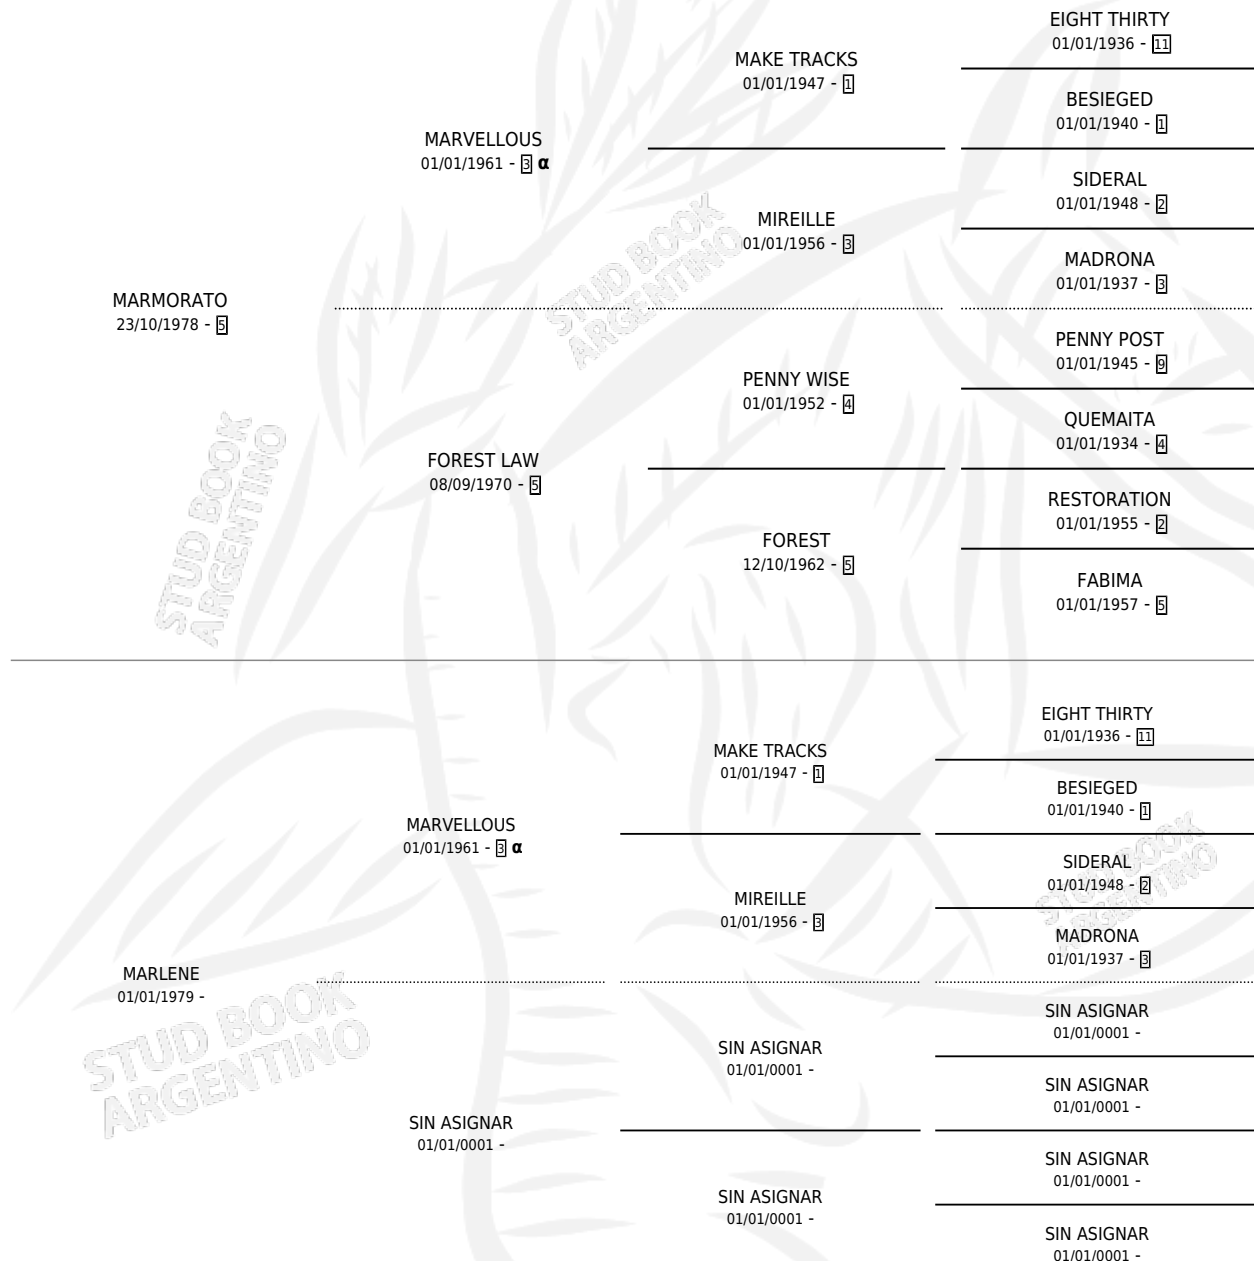 EIGHT THIRTY
01/01/1936 - 11
MAKE TRACKS
01/01/1947 - 1
BESIEGED
01/01/1940 - 1
MARVELLOUS
01/01/1961 - 3 α
SIDERAL
01/01/1948 - 2
MIREILLE
01/01/1956 - 3
MADRONA
01/01/1937 - 3
MARMORATO
23/10/1978 - 5
PENNY POST
01/01/1945 - 9
PENNY WISE
01/01/1952 - 4
QUEMAITA
01/01/1934 - 4
FOREST LAW
08/09/1970 - 5
RESTORATION
01/01/1955 - 2
FOREST
12/10/1962 - 5
FABIMA
01/01/1957 - 5
STUD BOOK
ARGENTINO
STUD BOOK
ARGENTINO
EIGHT THIRTY
01/01/1936 - 11
MAKE TRACKS
01/01/1947 - 1
BESIEGED
01/01/1940 - 1
MARVELLOUS
01/01/1961 - 3 α
SIDERAL
01/01/1948 - 2
MIREILLE
01/01/1956 - 3
MADRONA
01/01/1937 - 3
MARLENE
01/01/1979 -
SIN ASIGNAR
01/01/0001 -
SIN ASIGNAR
01/01/0001 -
SIN ASIGNAR
01/01/0001 -
SIN ASIGNAR
01/01/0001 -
SIN ASIGNAR
01/01/0001 -
SIN ASIGNAR
01/01/0001 -
SIN ASIGNAR
01/01/0001 -
STUD BOOK
ARGENTINO
STUD BOOK
ARGENTINO